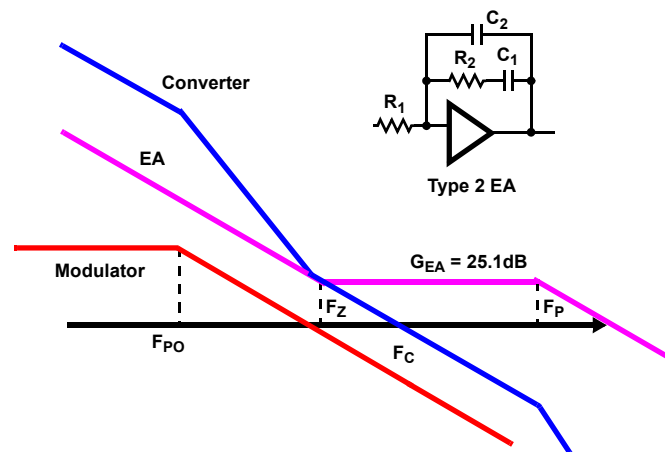 C2
R2
C1
R1
Type 2 EA
Converter
EA
Modulator
GEA = 25.1dB
FZ
FP
FPO
FC